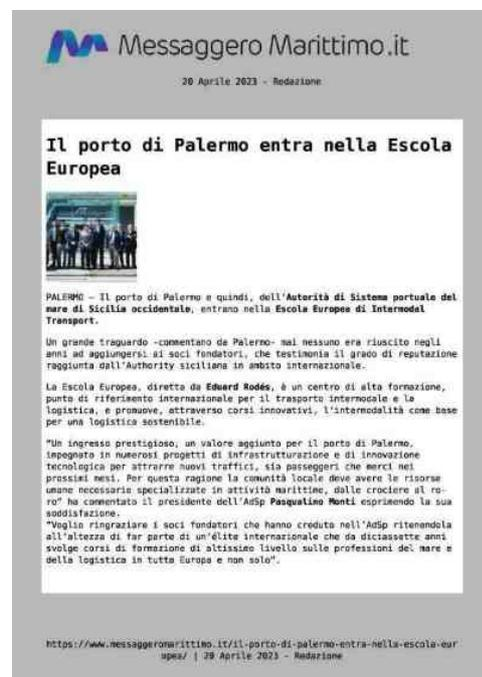 Messaggero Marittimo.it
20 Aprile 2023 - Redazione
Il porto di Palermo entra nella Escola
Europea
PALERMO – Il porto di Palermo e quindi, dell'Autorità di Sistema portuale del
mare di Sicilia occidentale, entrano nella Escola Europea di Intermodal
Transport.
Un grande traguardo -commentano da Palermo- mai nessuno era riuscito negli
anni ad aggiungersi ai soci fondatori, che testimonia il grado di reputazione
raggiunta dall'Authority siciliana in ambito internazionale.
La Escola Europea, diretta da Eduard Rodés, è un centro di alta formazione,
punto di riferimento internazionale per il trasporto intermodale e la
logistica, e promuove, attraverso corsi innovativi, l'intermodalità come base
per una logistica sostenibile.
"Un ingresso prestigioso, un valore aggiunto per il porto di Palermo,
impegnato in numerosi progetti di infrastrutturazione e di innovazione
tecnologica per attrarre nuovi traffici, sia passeggeri che merci nei
prossimi mesi. Per questa ragione la comunità locale deve avere le risorse
umane necessario specializzate in attività marittime, dalle crociere al ro-
ro" ha commentato il presidente dell'AdSp Pasqualino Monti esprimendo la sua
soddisfazione.
"Voglio ringraziare i soci fondatori che hanno creduto nell'AdSp ritenendola
all'altezza di far parte di un'élite internazionale che da diciassette anni
svolge corsi di formazione di altissimo livello sulle professioni del mare e
della logistica in tutta Europa e non solo".
https://www.messaggeromarittimo.it/il-porto-di-palermo-entra-nella-escola-eur
opea/ | 20 Aprile 2023 - Redazione